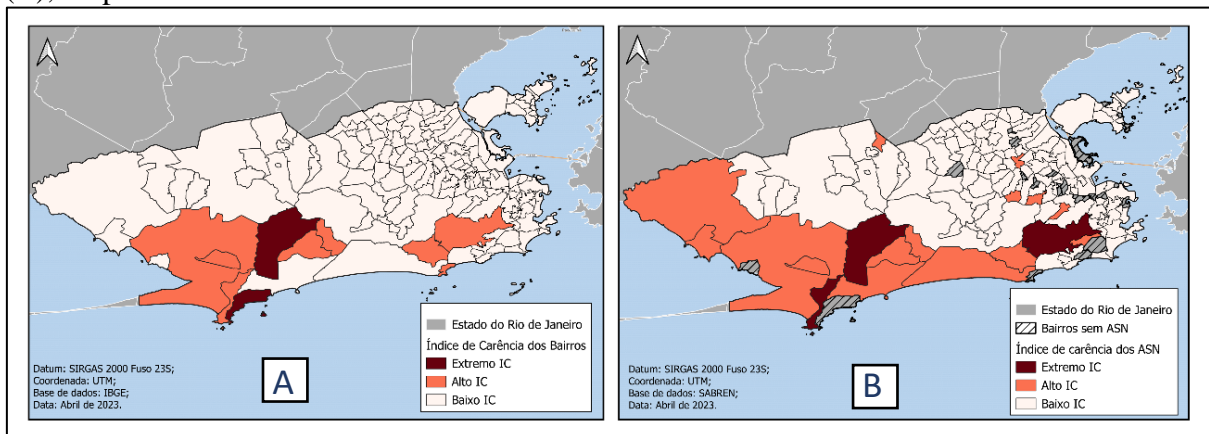 Estado do Rio de Janeiro
Índice de Carência dos Bairros
Extremo IC
Alto IC
Baixo IC
Datum: SIRGAS 2000 Fuso 23S;
Coordenada: UTM;
Base de dados: IBGE;
Data: Abril de 2023.
A
Estado do Rio de Janeiro
Bairros sem ASN
Índice de carência dos ASN
Extremo IC
Alto IC
Baixo IC
Datum: SIRGAS 2000 Fuso 23S;
Coordenada: UTM;
Base de dados: SABREN;
Data: Abril de 2023.
B